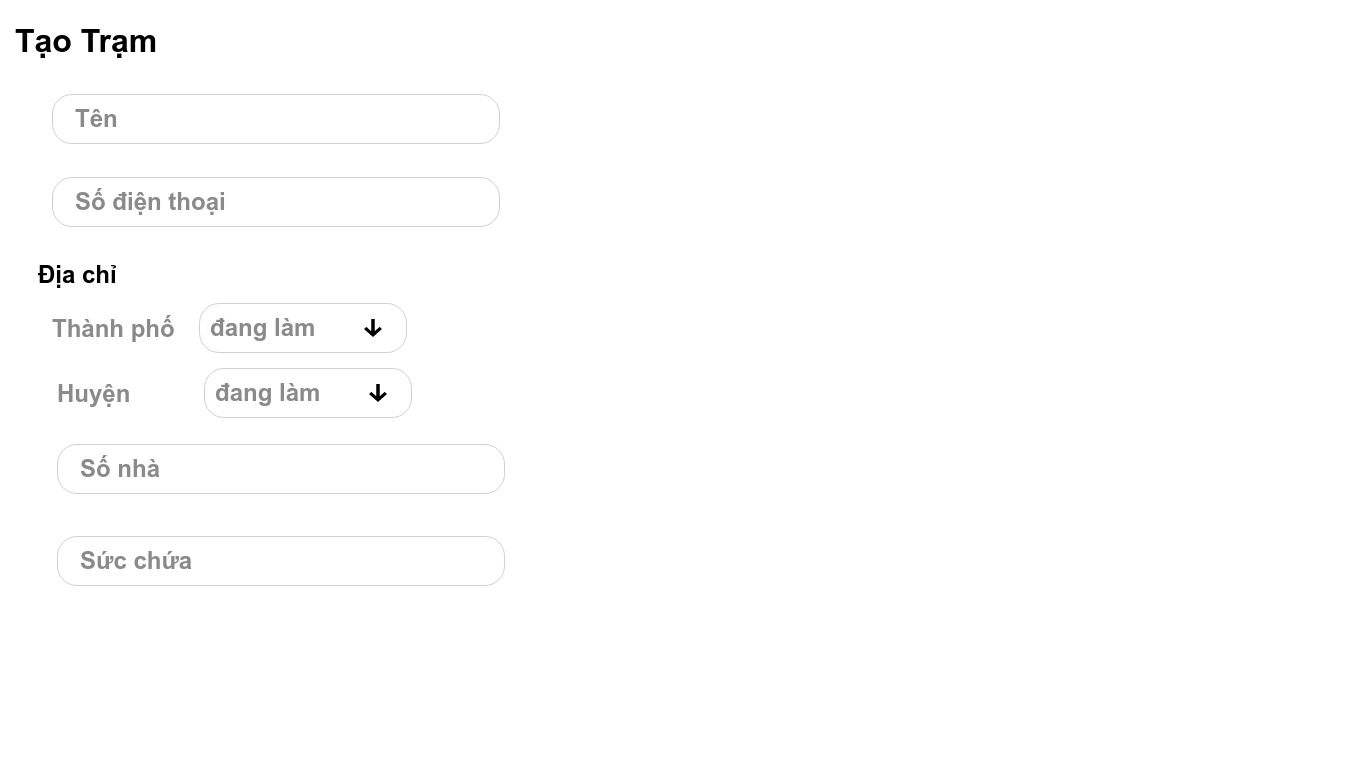 Tạo Trạm
Tên
Số điện thoại
Địa chỉ
Thành phố đang làm
Huyện đang làm
Số nhà
Sức chứa